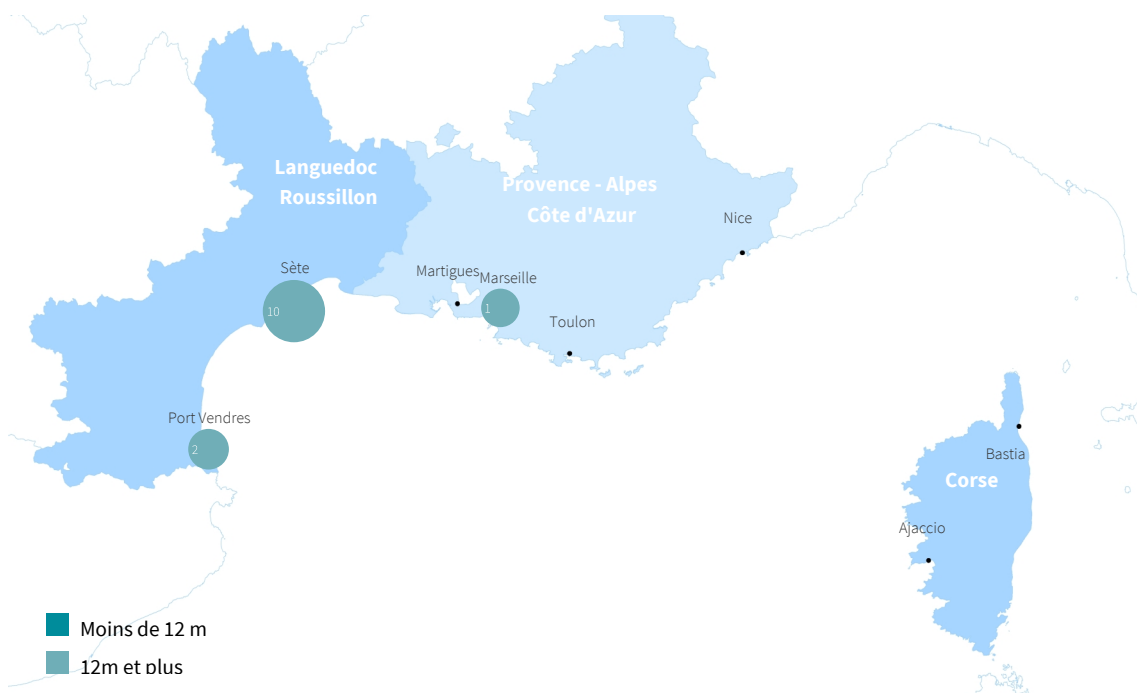 Languedoc
Roussillon
Provence - Alpes
Côte d'Azur
Nice
Sète
Martigues
Marseille
10
1
Toulon
Port Vendres
2
Bastia
Corse
Ajaccio
Moins de 12 m
12m et plus